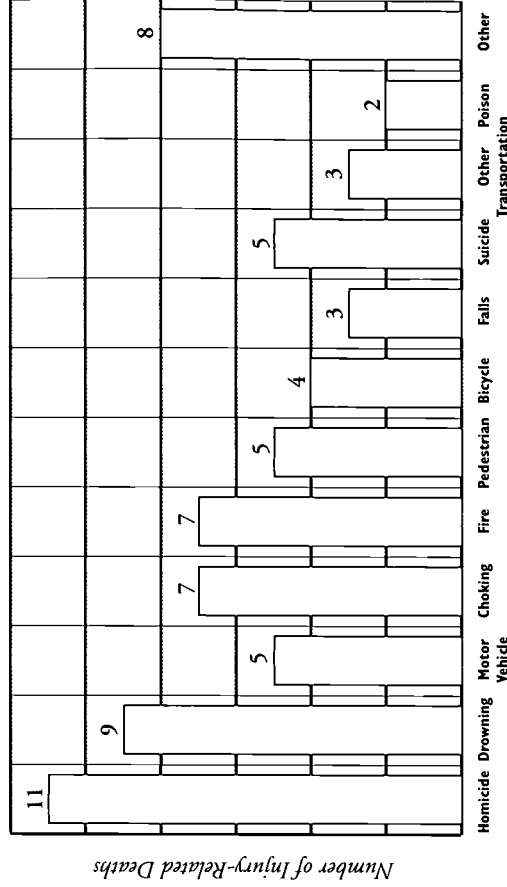 Number of Injury-Related Deaths
11
9
5
7
7
5
4
3
5
3
2
8
Homicide
Drowning
Motor
Vehicle
Choking
Fire
Pedestrian
Bicycle
Falls
Suicide
Other
Transportation
Poison
Other